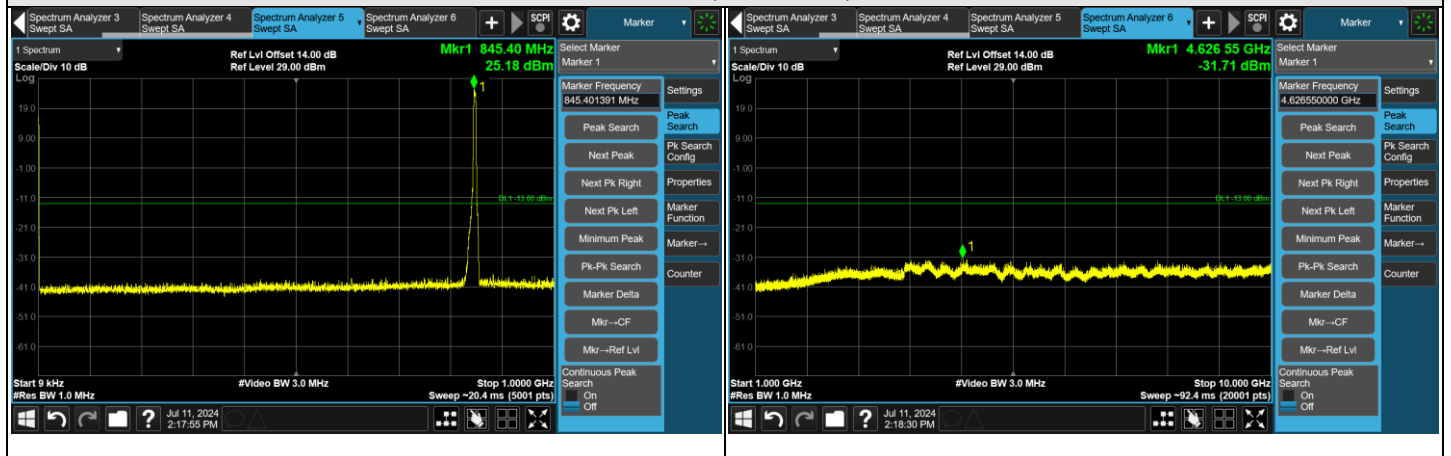 Spectrum Analyzer 3
Swept SA
Spectrum Analyzer 4
Swept SA
Spectrum Analyzer 5
Swept SA
Spectrum Analyzer 6
Swept SA
SCPI
Marker
1 Spectrum
Scale/Div 10 dB
Log
Ref Lvl Offset 14.00 dB
Ref Level 29.00 dBm
Mkr1 845.40 MHz
25.18 dBm
1
19.0
9.00
-1.00
-11.0
-21.0
-31.0
-41.0
-51.0
-61.0
DL1 -13.00 dBm
Start 9 kHz
#Res BW 1.0 MHz
#Video BW 3.0 MHz
Stop 1.0000 GHz
Sweep ~20.4 ms (5001 pts)
Select Marker
Marker 1
Marker Frequency
845.401391 MHz
Peak Search
Next Peak
Next Pk Right
Next Pk Left
Minimum Peak
Pk-Pk Search
Marker Delta
Mkr→CF
Mkr→Ref Lvl
Continuous Peak
Search
On
Off
Settings
Peak
Search
Pk Search
Config
Properties
Marker
Function
Marker→
Counter
?
Jul 11, 2024
2:17:55 PM
Spectrum Analyzer 3
Swept SA
Spectrum Analyzer 4
Swept SA
Spectrum Analyzer 5
Swept SA
Spectrum Analyzer 6
Swept SA
SCPI
Marker
1 Spectrum
Scale/Div 10 dB
Log
Ref Lvl Offset 14.00 dB
Ref Level 29.00 dBm
Mkr1 4.626 55 GHz
-31.71 dBm
1
19.0
9.00
-1.00
-11.0
-21.0
-31.0
-41.0
-51.0
-61.0
DL1 -13.00 dBm
Start 1.000 GHz
#Res BW 1.0 MHz
#Video BW 3.0 MHz
Stop 10.000 GHz
Sweep ~92.4 ms (20001 pts)
Select Marker
Marker 1
Marker Frequency
4.626550000 GHz
Peak Search
Next Peak
Next Pk Right
Next Pk Left
Minimum Peak
Pk-Pk Search
Marker Delta
Mkr→CF
Mkr→Ref Lvl
Continuous Peak
Search
On
Off
Settings
Peak
Search
Pk Search
Config
Properties
Marker
Function
Marker→
Counter
?
Jul 11, 2024
2:18:30 PM